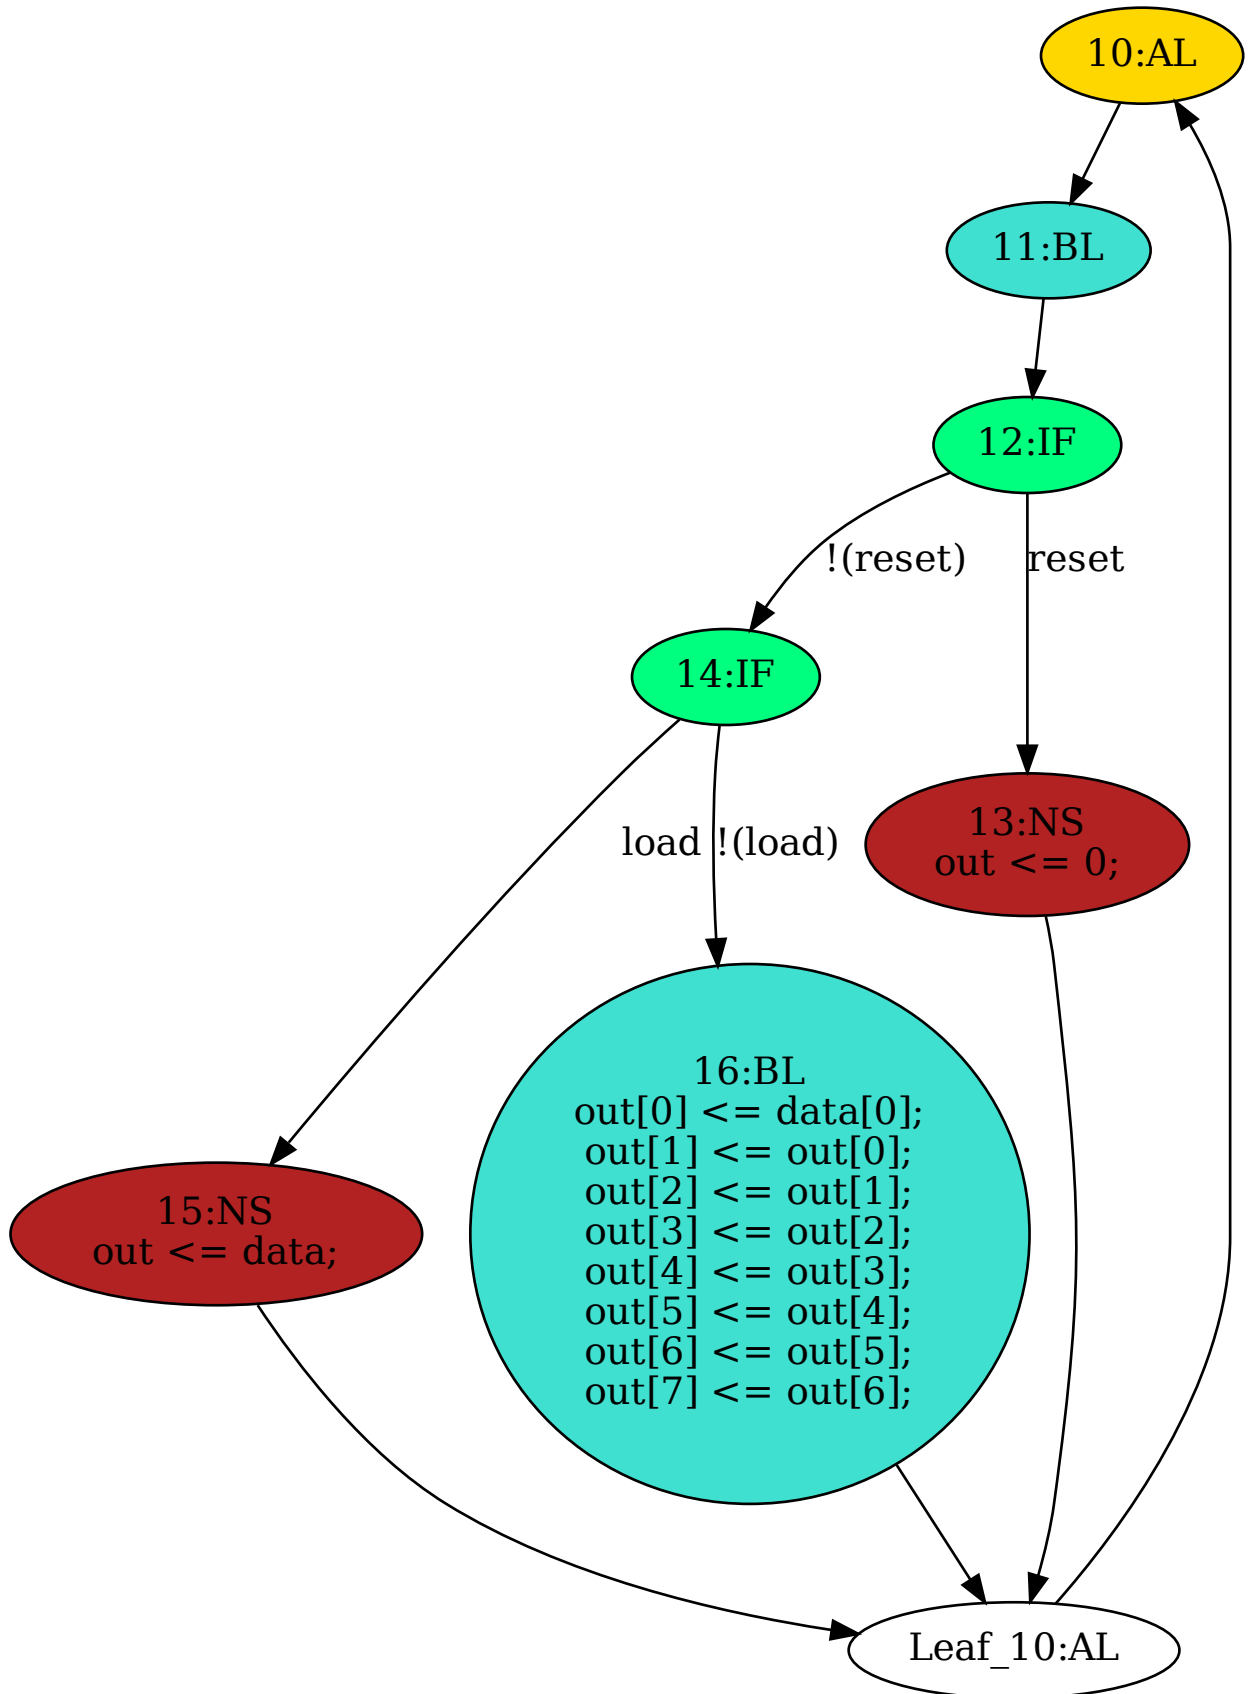 10:AL
11:BL
12:IF
!(reset)
reset
14:IF
load
!(load)
13:NS
out <= 0;
16:BL
out[0] <= data[0];
out[1] <= out[0];
out[2] <= out[1];
out[3] <= out[2];
out[4] <= out[3];
out[5] <= out[4];
out[6] <= out[5];
out[7] <= out[6];
15:NS
out <= data;
Leaf_10:AL